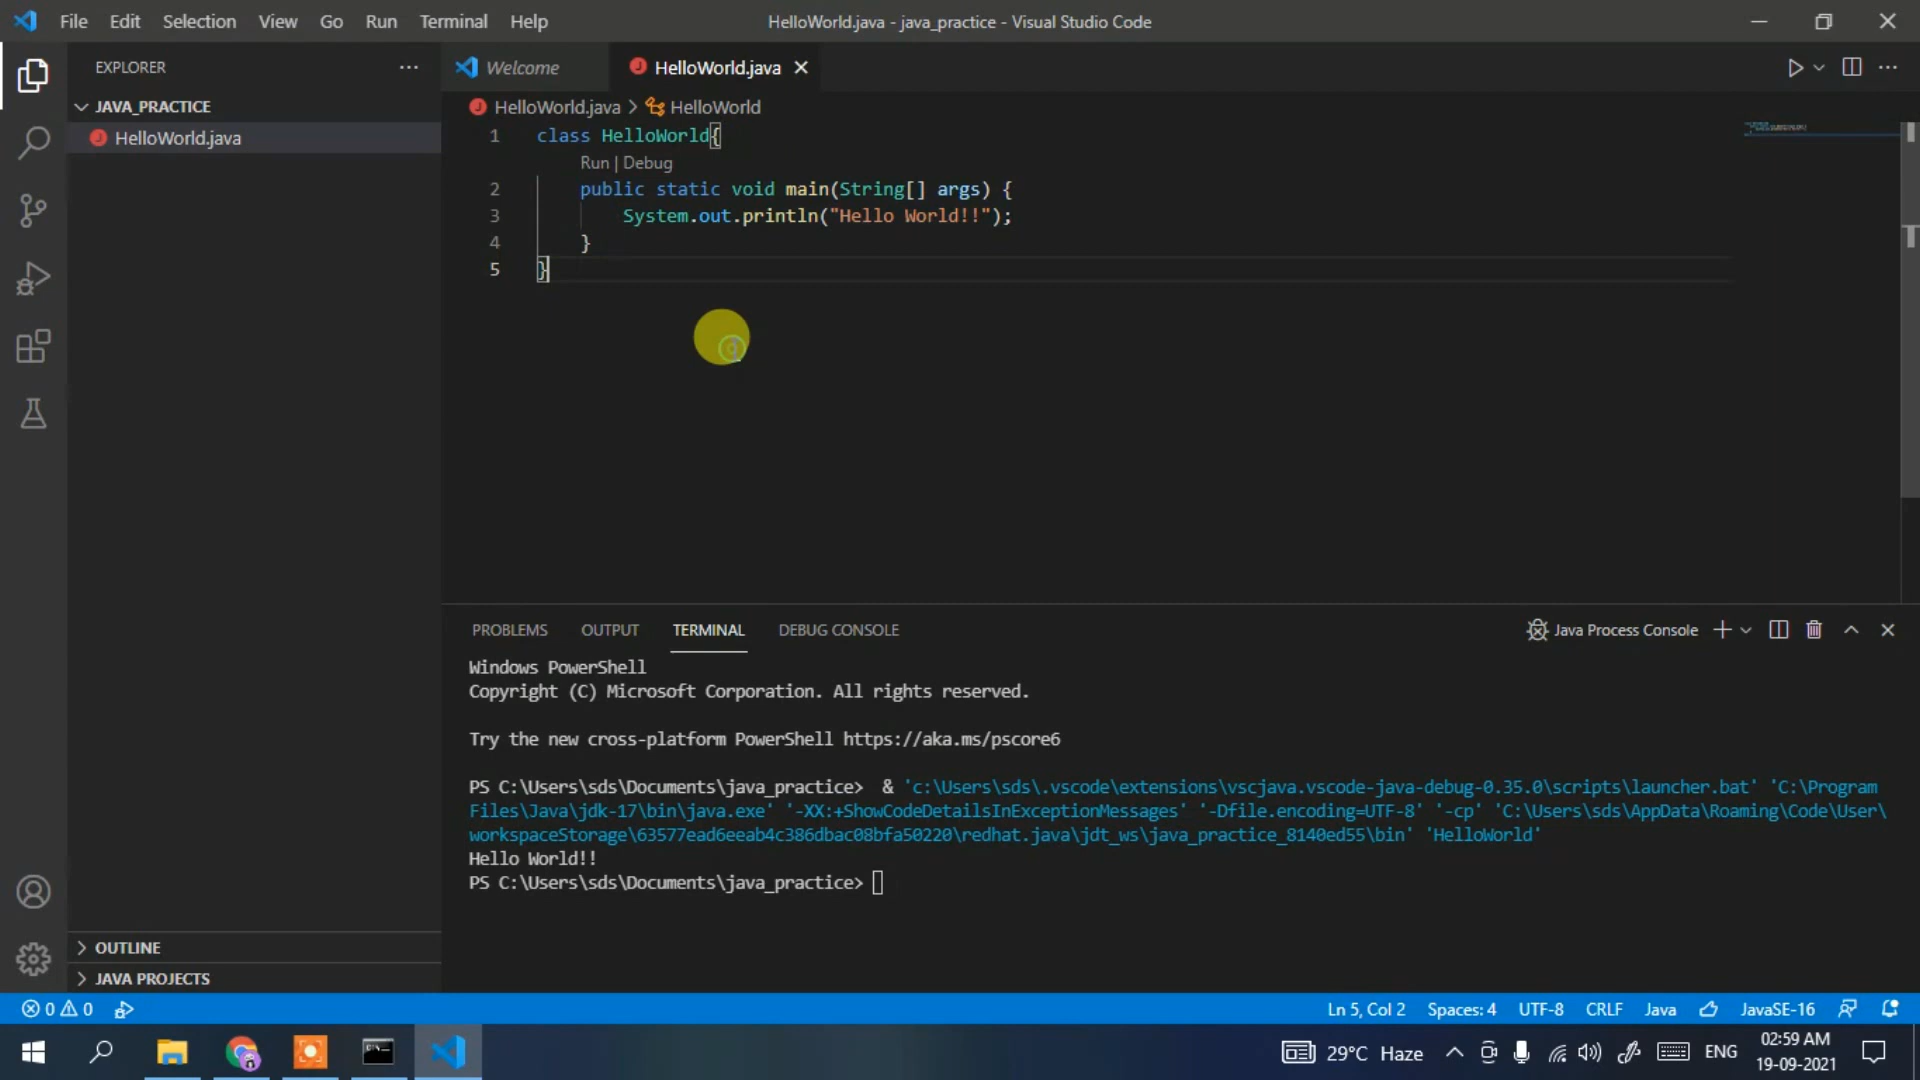 File Edit Selection View Go Run Terminal Help
HelloWorld.java - java_practice - Visual Studio Code
EXPLORER
JAVA_PRACTICE
HelloWorld.java
OUTLINE
JAVA PROJECTS
Welcome
HelloWorld.java
HelloWorld.java > HelloWorld
1 class HelloWorld{
Run | Debug
2 public static void main(String[] args) {
3 System.out.println("Hello World!!");
4 }
5 }
PROBLEMS OUTPUT TERMINAL DEBUG CONSOLE
Java Process Console
Windows PowerShell
Copyright (C) Microsoft Corporation. All rights reserved.
Try the new cross-platform PowerShell https://aka.ms/pscore6
PS C:\Users\sds\Documents\java_practice> & 'c:\Users\sds\.vscode\extensions\vscjava.vscode-java-debug-0.35.0\scripts\launcher.bat' 'C:\Program
Files\Java\jdk-17\bin\java.exe' '-XX:+ShowCodeDetailsInExceptionMessages' '-Dfile.encoding=UTF-8' '-cp' 'C:\Users\sds\AppData\Roaming\Code\User\
workspaceStorage\63577ead6eeab4c386dbac08bfa50220\redhat.java\jdt_ws\java_practice_8140ed55\bin' 'HelloWorld'
Hello World!!
PS C:\Users\sds\Documents\java_practice>
0 0
Ln 5, Col 2 Spaces: 4 UTF-8 CRLF Java JavaSE-16
29°C Haze ENG
02:59 AM
19-09-2021